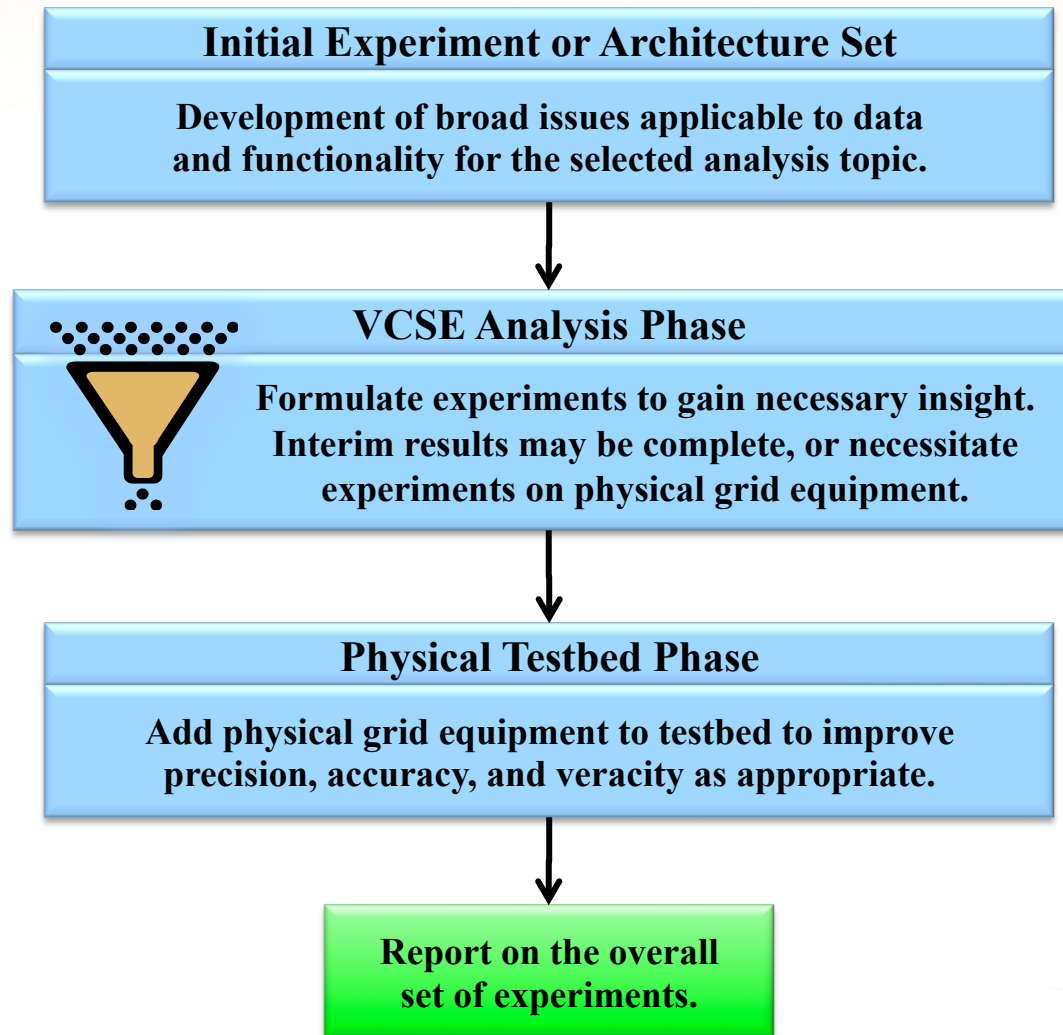 Initial Experiment or Architecture Set
Development of broad issues applicable to data
and functionality for the selected analysis topic.
VCSE Analysis Phase
Formulate experiments to gain necessary insight.
Interim results may be complete, or necessitate
experiments on physical grid equipment.
Physical Testbed Phase
Add physical grid equipment to testbed to improve
precision, accuracy, and veracity as appropriate.
Report on the overall
set of experiments.